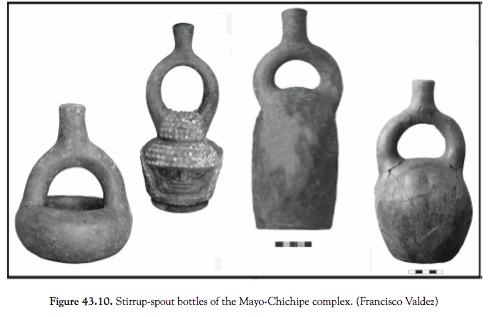 Figure 43.10. Stirrup-spout bottles of the Mayo-Chichipe complex. (Francisco Valdez)